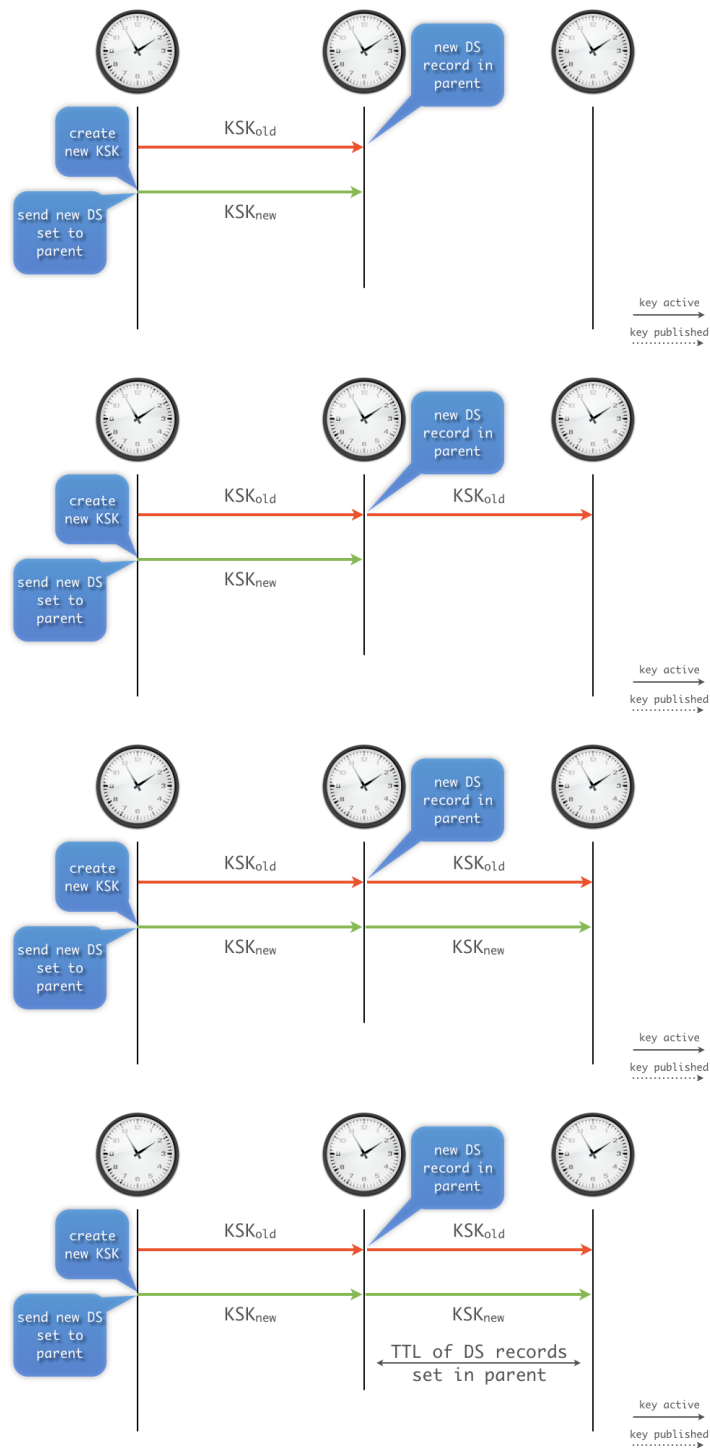 new DS
record in
parent
create
new KSK
KSKold
send new DS
set to
parent
KSKnew
key active
key published
new DS
record in
parent
create
new KSK
KSKold
KSKold
send new DS
set to
parent
KSKnew
key active
key published
new DS
record in
parent
create
new KSK
KSKold
KSKold
send new DS
set to
parent
KSKnew
KSKnew
key active
key published
new DS
record in
parent
create
new KSK
KSKold
KSKold
send new DS
set to
parent
KSKnew
KSKnew
TTL of DS records
set in parent
key active
key published